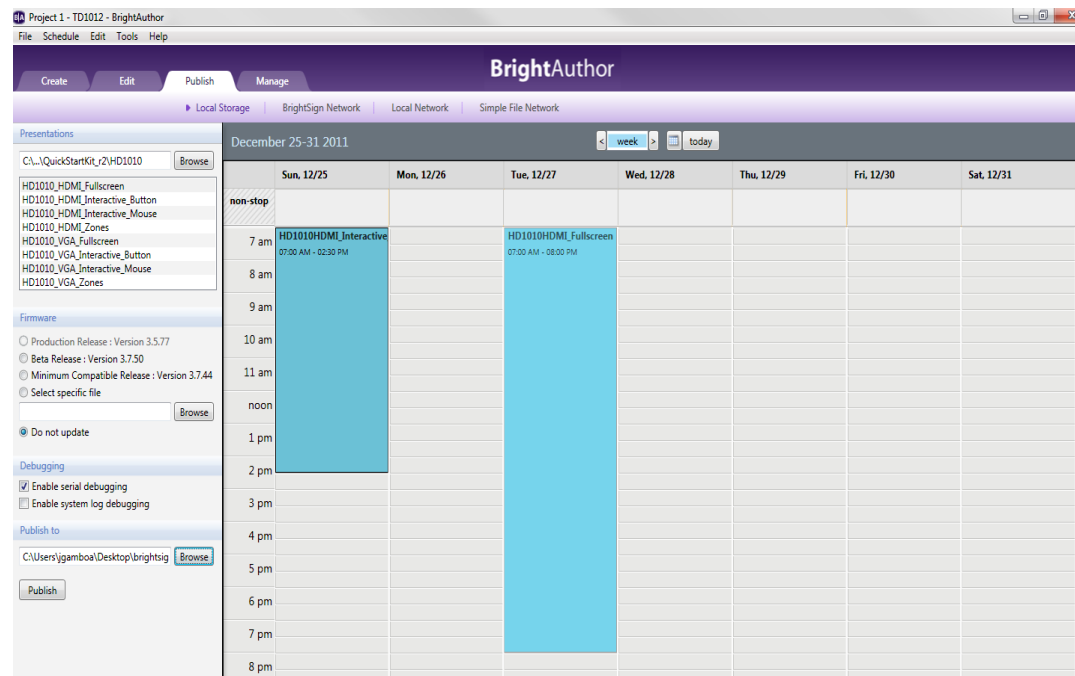 Project 1 - TD1012 - BrightAuthor
File Schedule Edit Tools Help
BrightAuthor
Create Edit Publish Manage
Local Storage BrightSign Network Local Network Simple File Network
Presentations
C:\...\QuickStartKit_r2\HD1010 Browse
HD1010_HDMI_Fullscreen
HD1010_HDMI_Interactive_Button
HD1010_HDMI_Interactive_Mouse
HD1010_HDMI_Zones
HD1010_VGA_Fullscreen
HD1010_VGA_Interactive_Button
HD1010_VGA_Interactive_Mouse
HD1010_VGA_Zones
Firmware
Production Release : Version 3.5.77
Beta Release : Version 3.7.50
Minimum Compatible Release : Version 3.7.44
Select specific file
Browse
Do not update
Debugging
Enable serial debugging
Enable system log debugging
Publish to
C:\Users\jgamboa\Desktop\brightsig Browse
Publish
December 25-31 2011 < week > today
Sun, 12/25 Mon, 12/26 Tue, 12/27 Wed, 12/28 Thu, 12/29 Fri, 12/30 Sat, 12/31
non-stop
7 am HD1010HDMI_Interactive HD1010HDMI_Fullscreen
07:00 AM - 02:30 PM 07:00 AM - 08:00 PM
8 am
9 am
10 am
11 am
noon
1 pm
2 pm
3 pm
4 pm
5 pm
6 pm
7 pm
8 pm